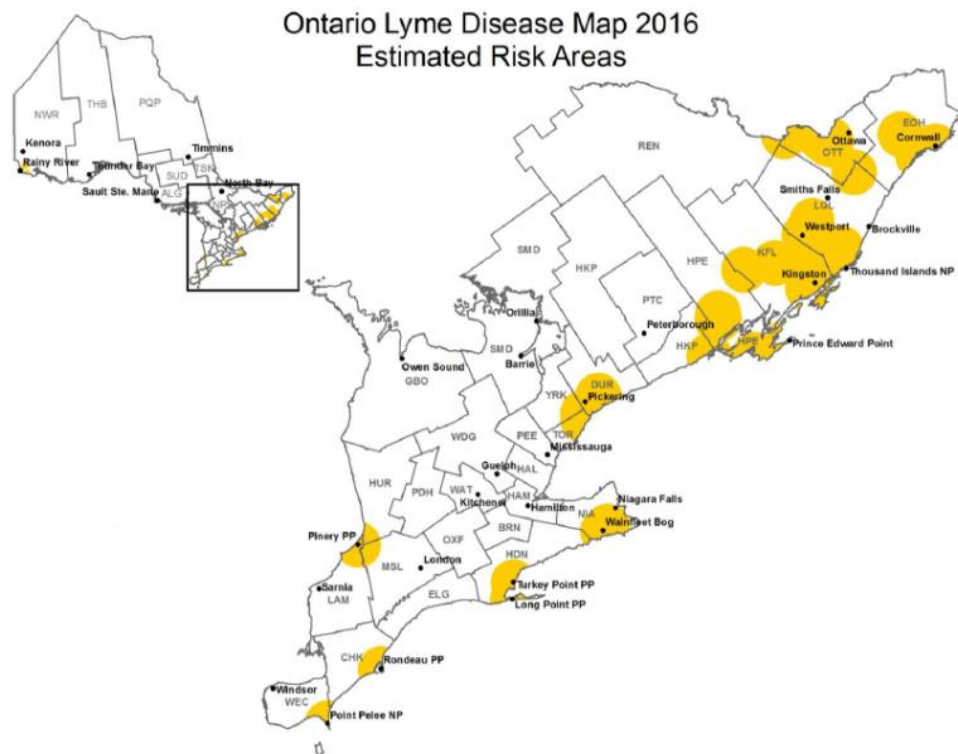 Ontario Lyme Disease Map 2016
Estimated Risk Areas
NWR
THB
PQP
Kenora
Rainy River
Thunder Bay
Timmins
SUD
TSK
Sault Ste. Marie
ALG
North Bay
NPS
REN
Ottawa
OTT
EOH
Cornwall
Smiths Falls
LGL
Westport
Brockville
KFL
Kingston
Thousand Islands NP
SMD
HKP
HPE
PTC
Peterborough
HKP
HPE
Prince Edward Point
Orillia
SMD
Barrie
Owen Sound
GBO
YRK
DUR
Pickering
WDG
PEE
TOR
Mississauga
Guelph
HAL
HUR
PDH
WAT
Kitchener
HAM
Hamilton
Niagara Falls
NIA
Wainfleet Bog
BRN
Pinery PP
OXF
HDN
MSL
London
Turkey Point PP
Sarnia
LAM
ELG
Long Point PP
CHK
Rondeau PP
Windsor
WEC
Point Pelee NP